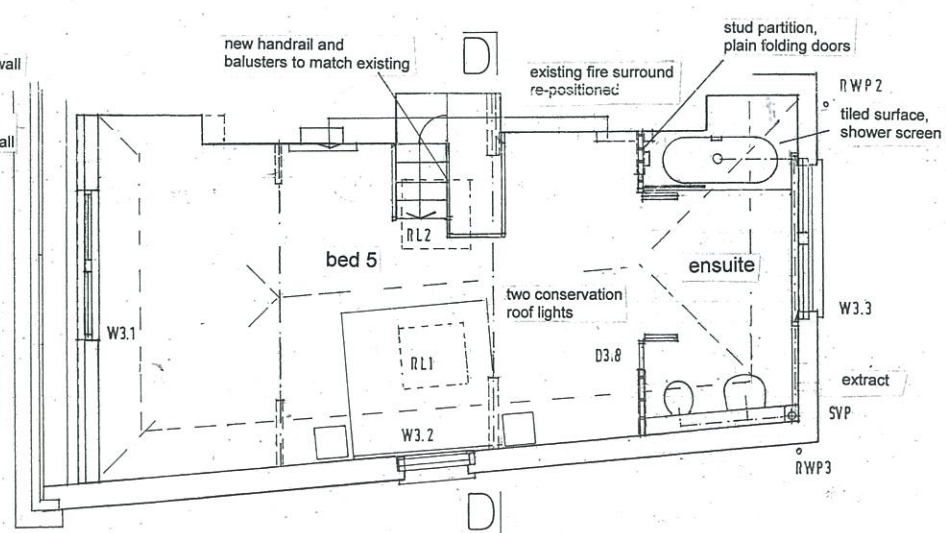 wall
all
new handrail and
balusters to match existing
D
existing fire surround
re-positioned
stud partition,
plain folding doors
RWP2
tiled surface,
shower screen
RL2
bed 5
ensuite
two conservation
roof lights
W3.1
W3.3
RL1
D3.8
extract
SVP
W3.2
RWP3
D